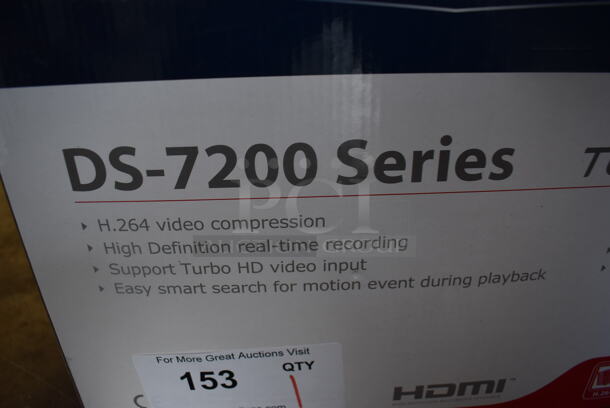 DS-7200 Series
H.264 video compression
High Definition real-time recording
Support Turbo HD video input
Easy smart search for motion event during playback
For More Great Auctions Visit
153
QTY
HDMI
PCI